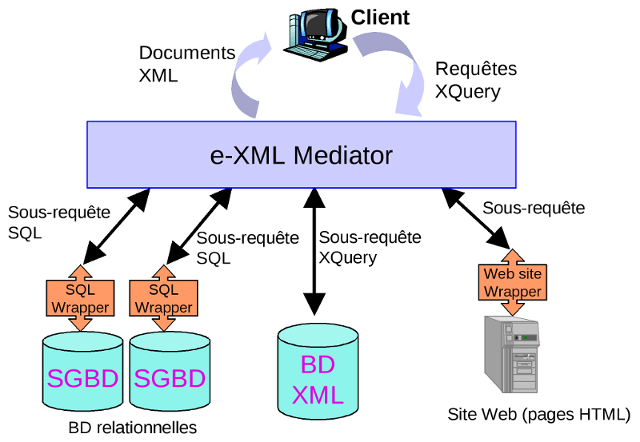 Client
Documents
XML
Requêtes
XQuery
e-XML Mediator
Sous-requête
SQL
Sous-requête
SQL
Sous-requête
XQuery
Sous-requête
SQL
Wrapper
SQL
Wrapper
Web site
Wrapper
SGBD
SGBD
BD
XML
BD relationnelles
Site Web (pages HTML)